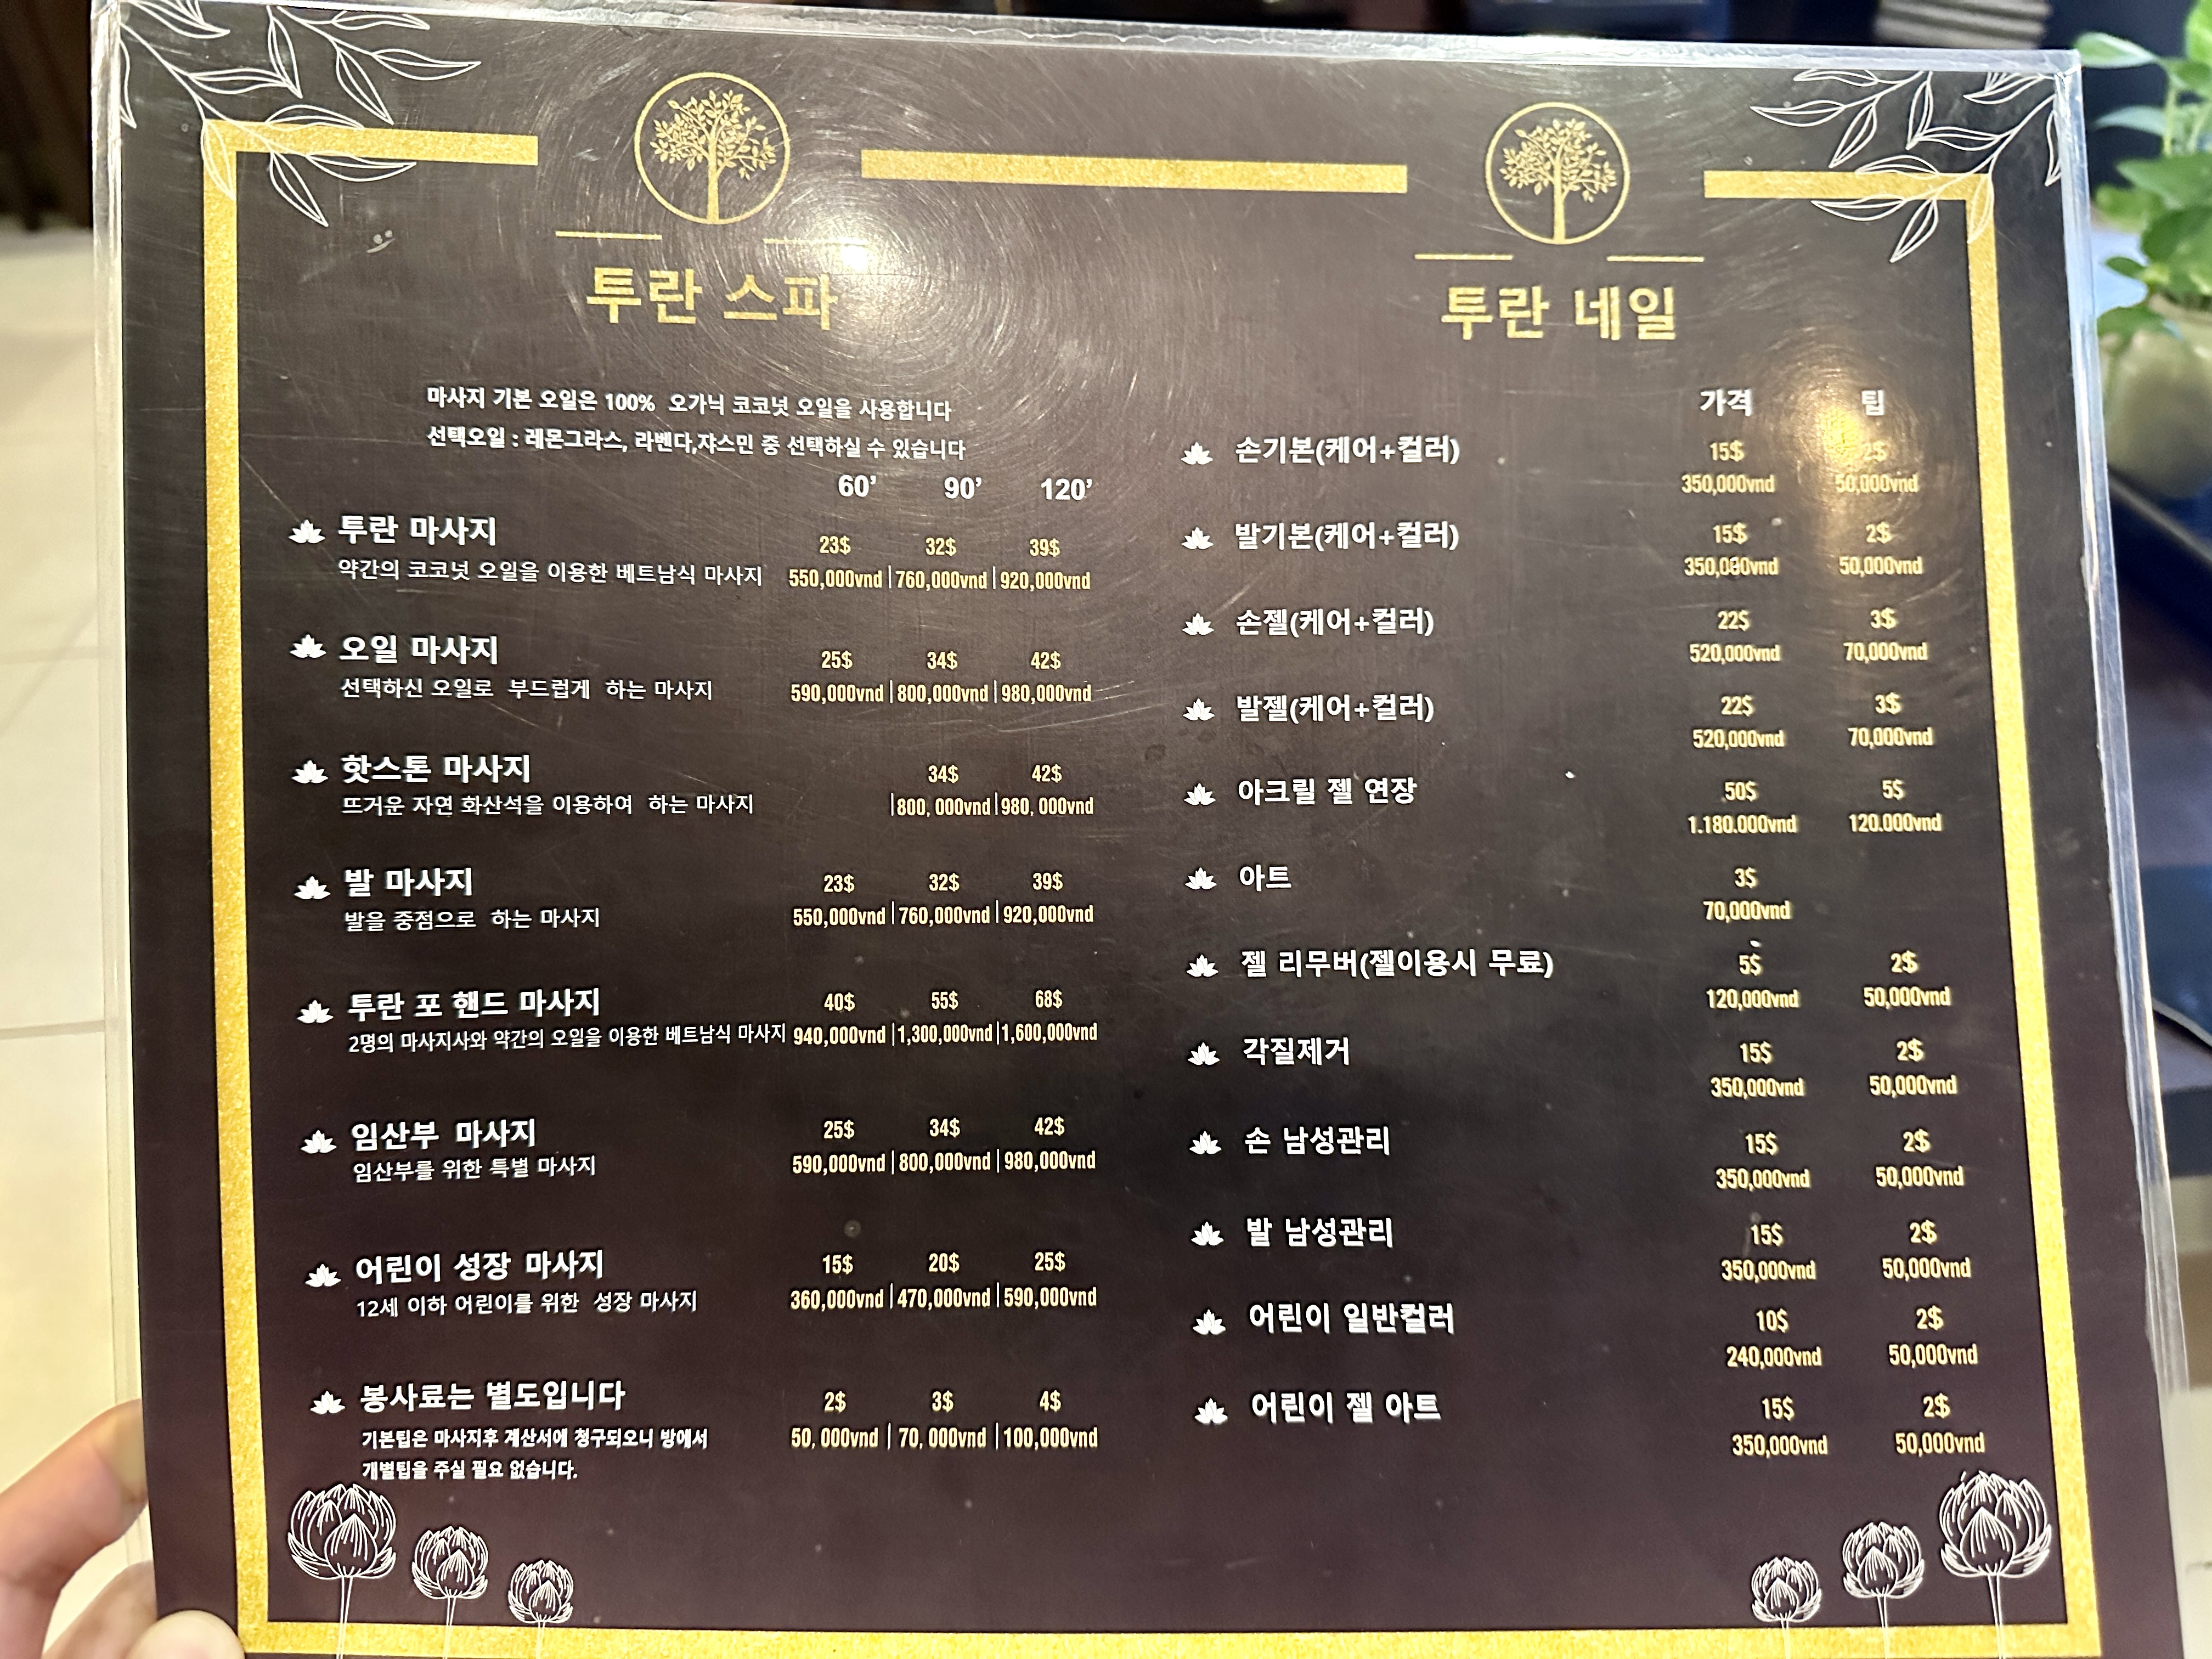 투란 스파
마사지 기본 오일은 100% 오가닉 코코넛 오일을 사용합니다
선택오일 : 레몬그라스, 라벤다,쟈스민 중 선택하실 수 있습니다
60' 90' 120'
투란 마사지
23$ 32$ 39$
약간의 코코넛 오일을 이용한 베트남식 마사지 550,000vnd | 760,000vnd | 920,000vnd
오일 마사지
25$ 34$ 42$
선택하신 오일로 부드럽게 하는 마사지 590,000vnd | 800,000vnd | 980,000vnd
핫스톤 마사지
34$ 42$
뜨거운 자연 화산석을 이용하여 하는 마사지 | 800, 000vnd | 980, 000vnd
발 마사지
23$ 32$ 39$
발을 중점으로 하는 마사지 550,000vnd | 760,000vnd | 920,000vnd
투란 포 핸드 마사지 40$ 55$ 68$
2명의 마사지사와 약간의 오일을 이용한 베트남식 마사지 940,000vnd | 1,300,000vnd | 1,600,000vnd
임산부 마사지 25$ 34$ 42$
임산부를 위한 특별 마사지 590,000vnd | 800,000vnd | 980,000vnd
어린이 성장 마사지 15$ 20$ 25$
12세 이하 어린이를 위한 성장 마사지 360,000vnd | 470,000vnd | 590,000vnd
봉사료는 별도입니다 2$ 3$ 4$
기본팁은 마사지후 계산서에 청구되오니 방에서 50, 000vnd | 70, 000vnd | 100,000vnd
개별팁을 주실 필요 없습니다.
투란 네일
가격 팁
손기본(케어+컬러) 15$ 2$
350,000vnd 50,000vnd
발기본(케어+컬러) 15$ 2$
350,000vnd 50,000vnd
손젤(케어+컬러) 22$ 3$
520,000vnd 70,000vnd
발젤(케어+컬러) 22$ 3$
520,000vnd 70,000vnd
아크릴 젤 연장 50$ 5$
1.180.000vnd 120.000vnd
아트 3$
70,000vnd
젤 리무버(젤이용시 무료) 5$ 2$
120,000vnd 50,000vnd
각질제거 15$ 2$
350,000vnd 50,000vnd
손 남성관리 15$ 2$
350,000vnd 50,000vnd
발 남성관리 15$ 2$
350,000vnd 50,000vnd
어린이 일반컬러 10$ 2$
240,000vnd 50,000vnd
어린이 젤 아트 15$ 2$
350,000vnd 50,000vnd